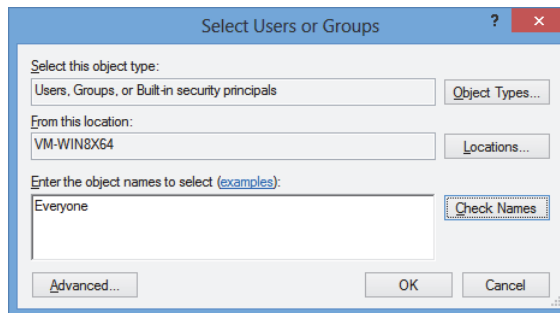 Select Users or Groups
?
Select this object type:
Users, Groups, or Built-in security principals
Object Types...
From this location:
VM-WIN8X64
Locations...
Enter the object names to select (examples):
Everyone
Check Names
Advanced...
OK
Cancel